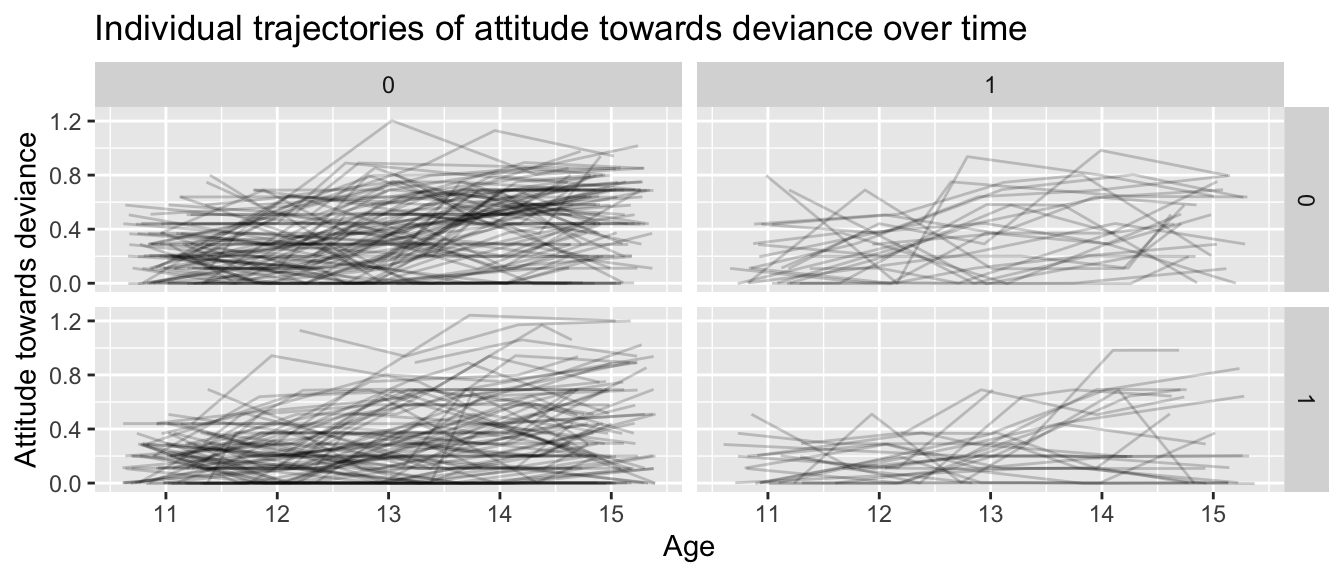 Individual trajectories of attitude towards deviance over time
0 1
1.2
0.8
0.4
0.0
0
1.2
0.8
0.4
0.0
1
Attitude towards deviance
11 12 13 14 15 11 12 13 14 15
Age